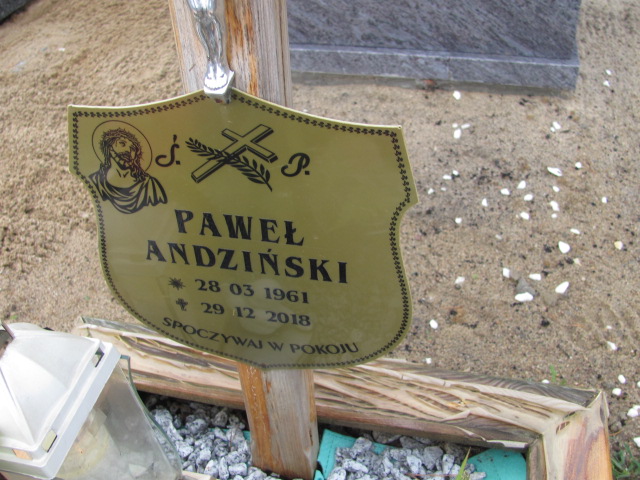 Ś. P.
PAWEŁ
ANDZIŃSKI
* 28 03 1961
✝ 29 12 2018
SPOCZYWAJ W POKOJU